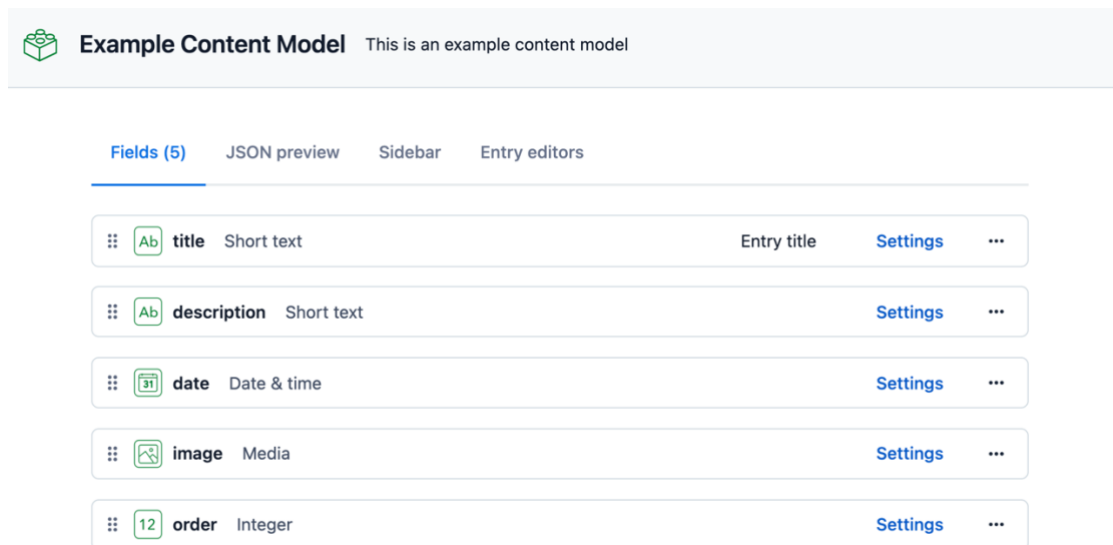 Example Content Model This is an example content model
Fields (5) JSON preview Sidebar Entry editors
Ab title Short text Entry title Settings ...
Ab description Short text Settings ...
31 date Date & time Settings ...
image Media Settings ...
12 order Integer Settings ...